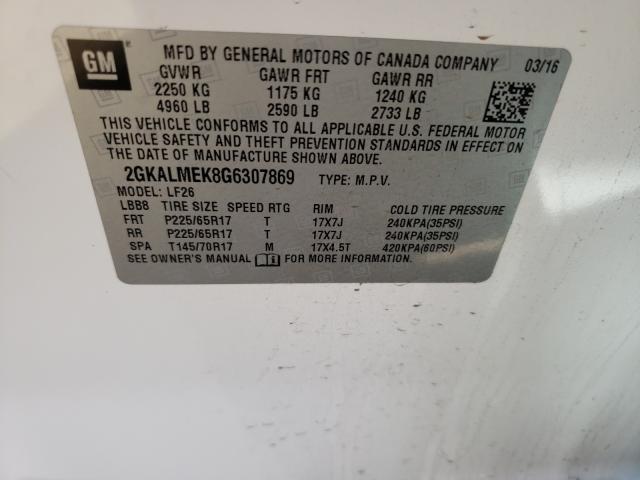 GM
MFD BY GENERAL MOTORS OF CANADA COMPANY 03/16
GVWR GAWR FRT GAWR RR
2250 KG 1175 KG 1240 KG
4960 LB 2590 LB 2733 LB
THIS VEHICLE CONFORMS TO ALL APPLICABLE U.S. FEDERAL MOTOR
VEHICLE SAFETY AND THEFT PREVENTION STANDARDS IN EFFECT ON
DATE OF MANUFACTURE SHOWN ABOVE.
2GKALMEK8G6307869 TYPE: M.P.V.
MODEL: LF26
LBB8 TIRE SIZE SPEED RTG RIM COLD TIRE PRESSURE
FRT P225/65R17 T 17X7J 240KPA(35PSI)
RR P225/65R17 T 17X7J 240KPA(35PSI)
SPA T145/70R17 M 17X4.5T 420KPA(60PSI)
SEE OWNER'S MANUAL FOR MORE INFORMATION.